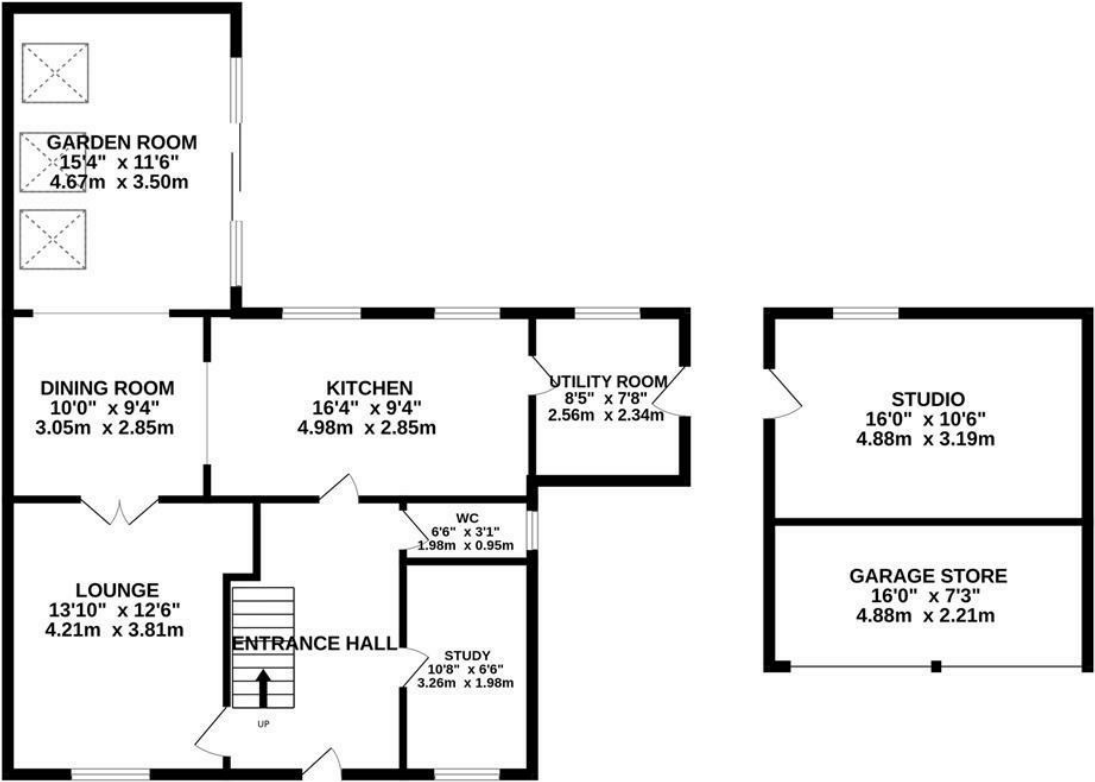 GARDEN ROOM
15'4" x 11'6"
4.67m x 3.50m
DINING ROOM
10'0" x 9'4"
3.05m x 2.85m
KITCHEN
16'4" x 9'4"
4.98m x 2.85m
UTILITY ROOM
8'5" x 7'8"
2.56m x 2.34m
STUDIO
16'0" x 10'6"
4.88m x 3.19m
WC
6'6" x 3'1"
1.98m x 0.95m
LOUNGE
13'10" x 12'6"
4.21m x 3.81m
GARAGE STORE
16'0" x 7'3"
4.88m x 2.21m
ENTRANCE HALL
STUDY
10'8" x 6'6"
3.26m x 1.98m
UP